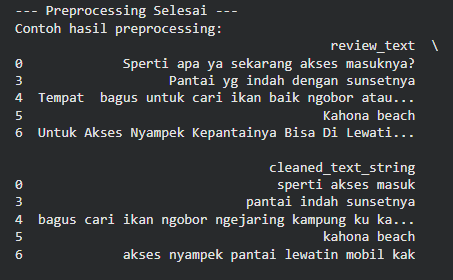 --- Preprocessing Selesai ---
Contoh hasil preprocessing:
review_text \
0 Sperti apa ya sekarang akses masuknya?
3 Pantai yg indah dengan sunsetnya
4 Tempat bagus untuk cari ikan baik ngobor atau...
5 Kahona beach
6 Untuk Akses Nyampek Kepantainya Bisa Di Lewati...
cleaned_text_string
0 sperti akses masuk
3 pantai indah sunsetnya
4 bagus cari ikan ngobor ngejaring kampung ku ka...
5 kahona beach
6 akses nyampek pantai lewatin mobil kak